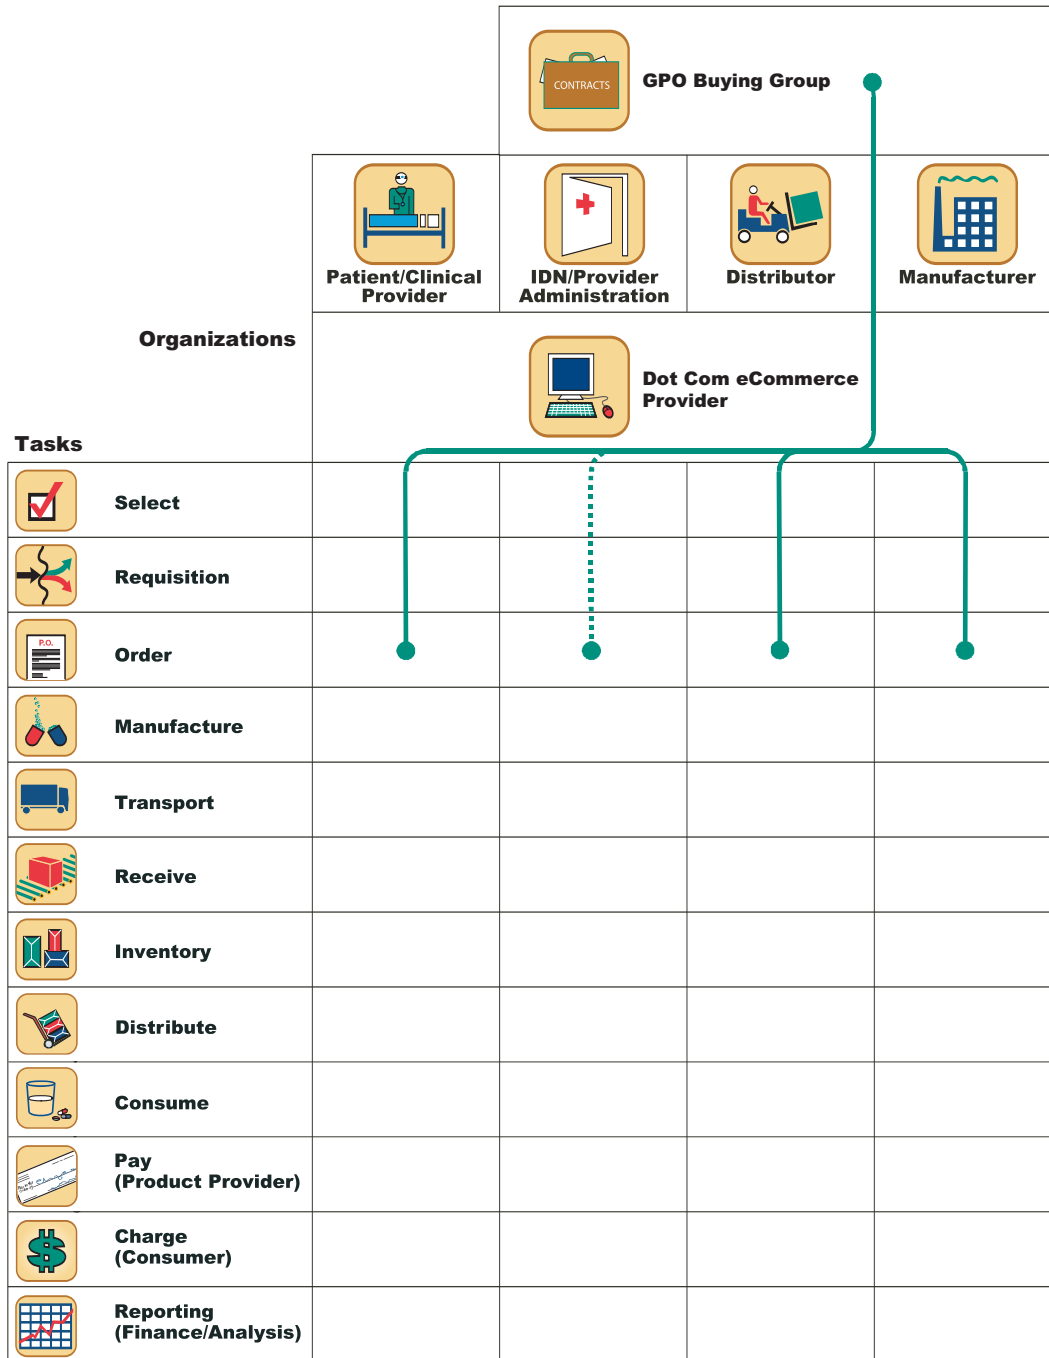 CONTRACTS
GPO Buying Group
Patient/Clinical
Provider
IDN/Provider
Administration
Distributor
Manufacturer
Organizations
Dot Com eCommerce
Provider
Tasks
Select
Requisition
P.O.
Order
Manufacture
Transport
Receive
Inventory
Distribute
Consume
Pay
(Product Provider)
Charge
(Consumer)
Reporting
(Finance/Analysis)